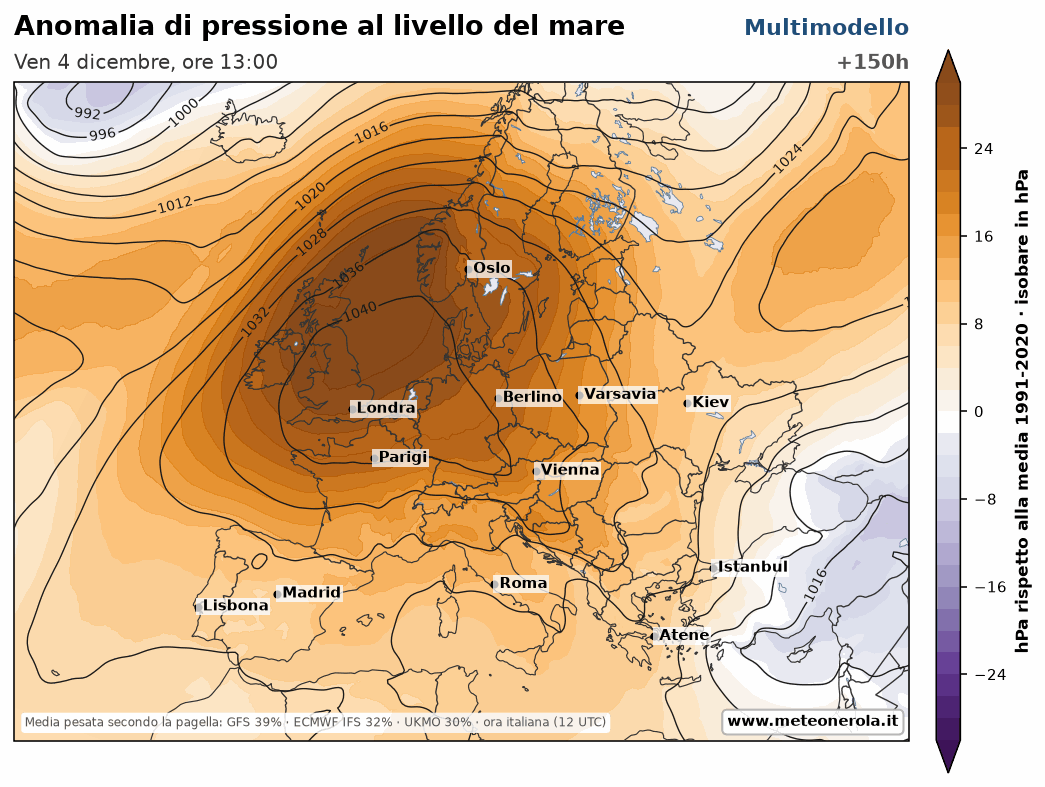 Anomalia di pressione al livello del mare
Multimodello
Ven 4 dicembre, ore 13:00
+150h
992
996
1000
1016
1024
1012
1020
1028
1036
1032
1040
Oslo
Londra
Berlino
Varsavia
Kiev
Parigi
Vienna
Istanbul
1016
Roma
Madrid
Lisbona
Atene
24
16
8
0
−8
−16
−24
hPa rispetto alla media 1991-2020 · isobare in hPa
Media pesata secondo la pagella: GFS 39% · ECMWF IFS 32% · UKMO 30% · ora italiana (12 UTC)
www.meteonerola.it